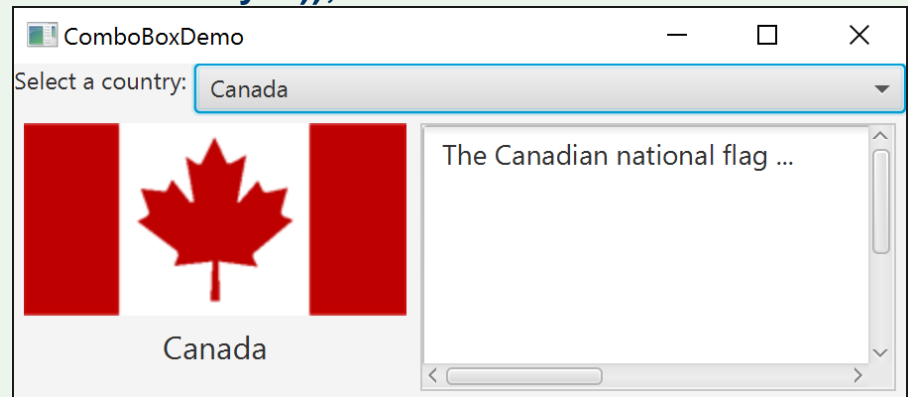 ComboBoxDemo
Select a country: Canada
The Canadian national flag ...
Canada